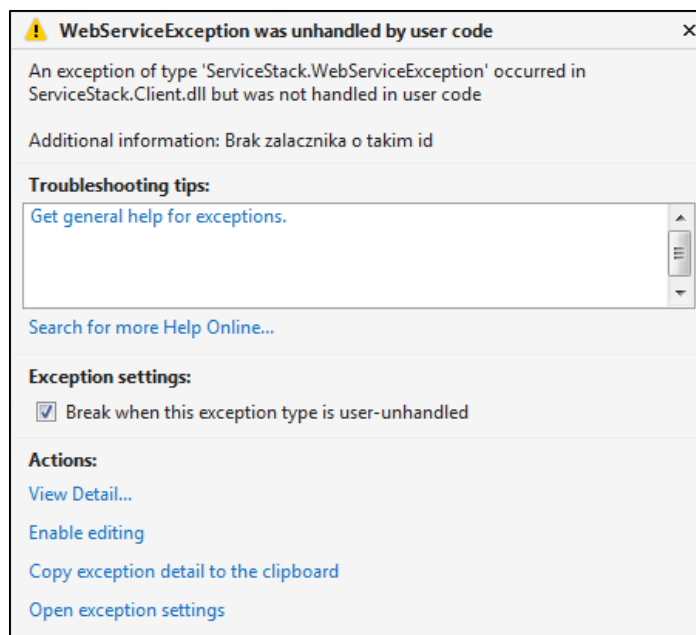 WebServiceException was unhandled by user code
An exception of type 'ServiceStack.WebServiceException' occurred in
ServiceStack.Client.dll but was not handled in user code
Additional information: Brak zalacznika o takim id
Troubleshooting tips:
Get general help for exceptions.
Search for more Help Online...
Exception settings:
Break when this exception type is user-unhandled
Actions:
View Detail...
Enable editing
Copy exception detail to the clipboard
Open exception settings